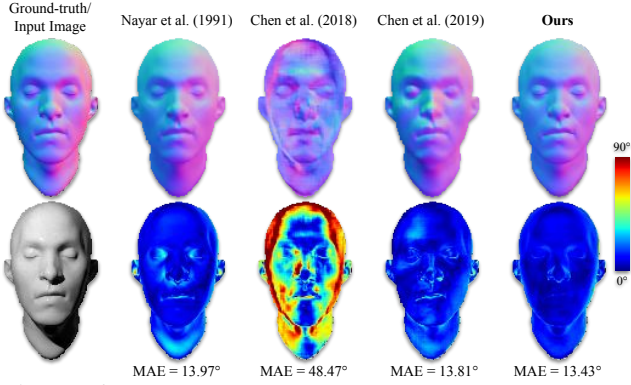 Ground-truth/
Input Image
Nayar et al. (1991)
Chen et al. (2018)
Chen et al. (2019)
Ours
90°
0°
MAE = 13.97°
MAE = 48.47°
MAE = 13.81°
MAE = 13.43°